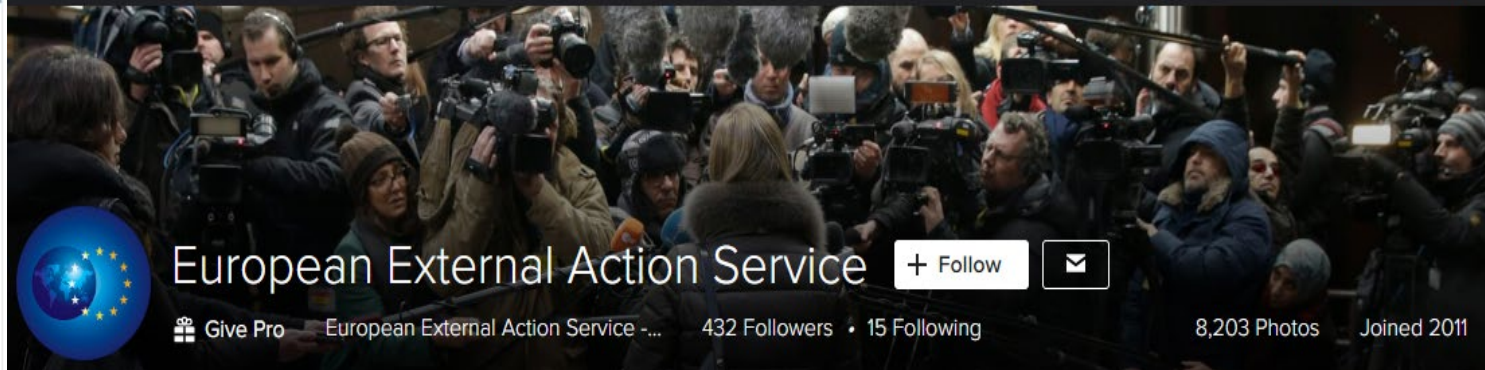 European External Action Service + Follow
Give Pro European External Action Service -... 432 Followers • 15 Following 8,203 Photos Joined 2011